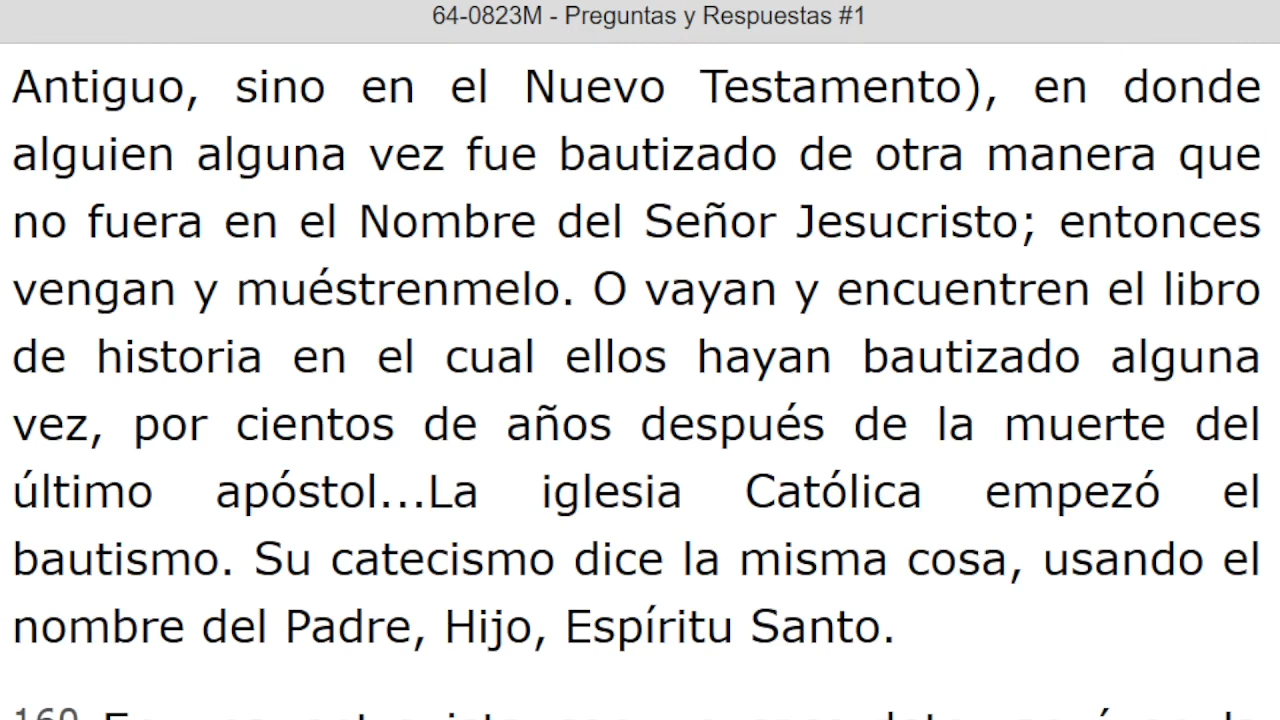 64-0823M - Preguntas y Respuestas #1
Antiguo, sino en el Nuevo Testamento), en donde
alguien alguna vez fue bautizado de otra manera que
no fuera en el Nombre del Señor Jesucristo; entonces
vengan y muéstrenmelo. O vayan y encuentren el libro
de historia en el cual ellos hayan bautizado alguna
vez, por cientos de años después de la muerte del
último apóstol...La iglesia Católica empezó el
bautismo. Su catecismo dice la misma cosa, usando el
nombre del Padre, Hijo, Espíritu Santo.